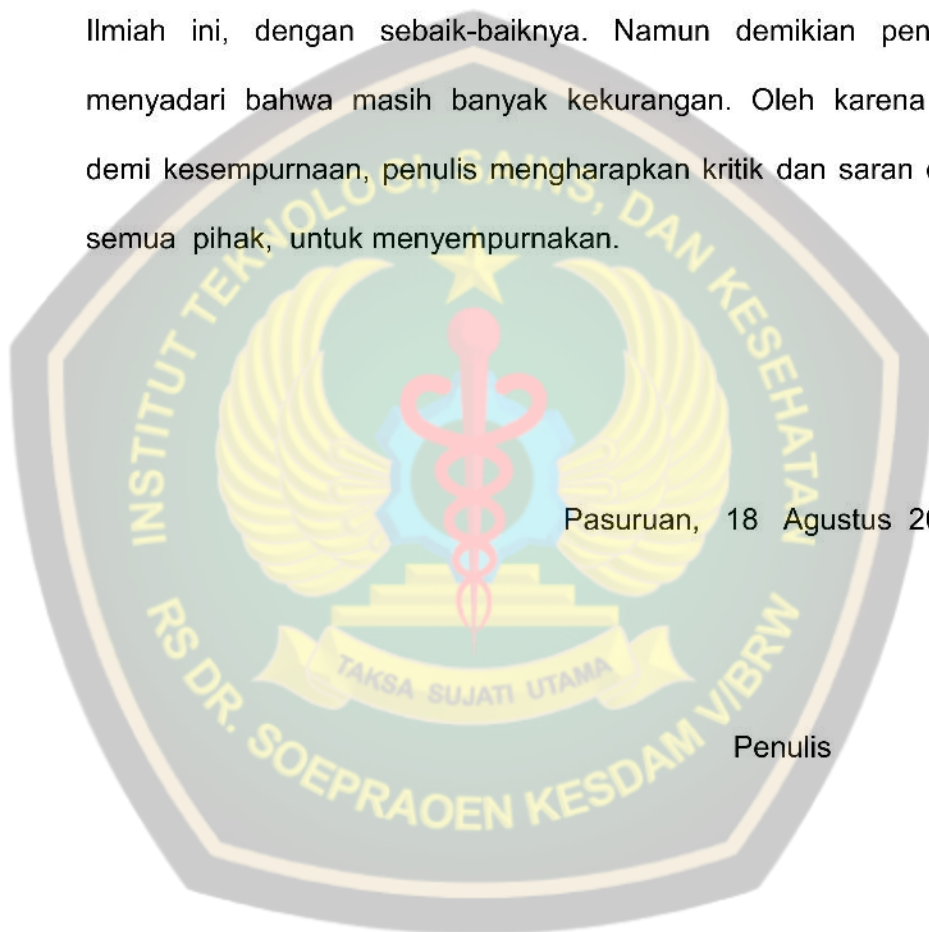 Ilmiah ini, dengan sebaik-baiknya. Namun demikian pen
menyadari bahwa masih banyak kekurangan. Oleh karena
demi kesempurnaan, penulis mengharapkan kritik dan saran
semua pihak, untuk menyempurnakan.
INSTITUT TEKNOLOGI, SAINS, DAN KESEHATAN
Pasuruan, 18 Agustus 20
TAKSA SUJATI UTAMA
Penulis
RS DR. SOEPRAOEN KESDAM V/BRW